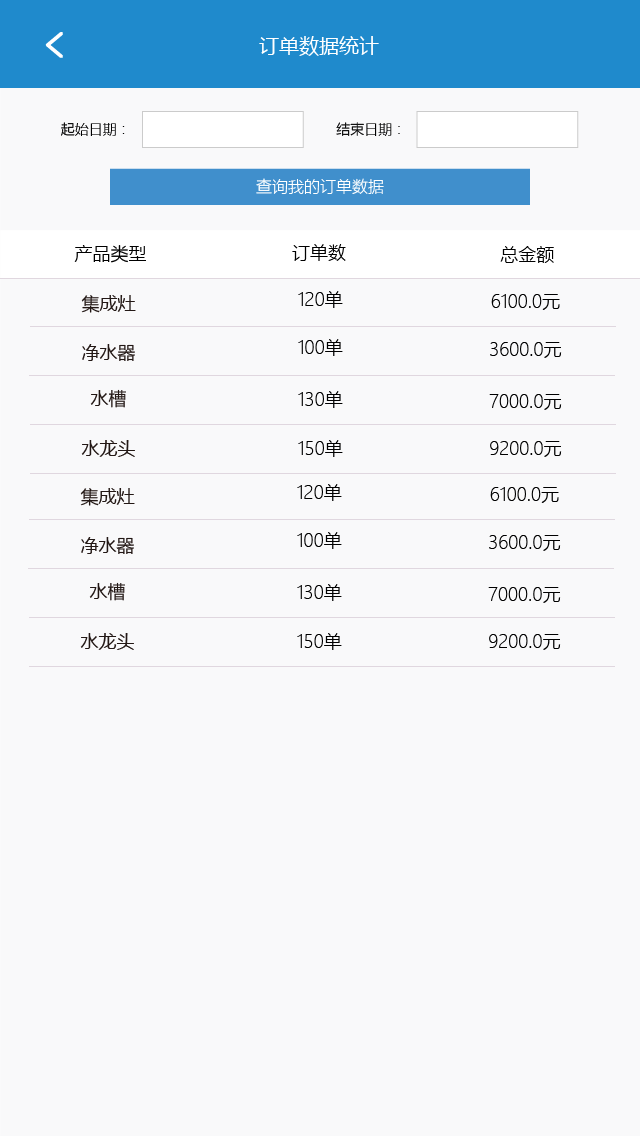 订单数据统计
起始日期： 结束日期：
查询我的订单数据
产品类型 订单数 总金额
集成灶 120单 6100.0元
净水器 100单 3600.0元
水槽 130单 7000.0元
水龙头 150单 9200.0元
集成灶 120单 6100.0元
净水器 100单 3600.0元
水槽 130单 7000.0元
水龙头 150单 9200.0元